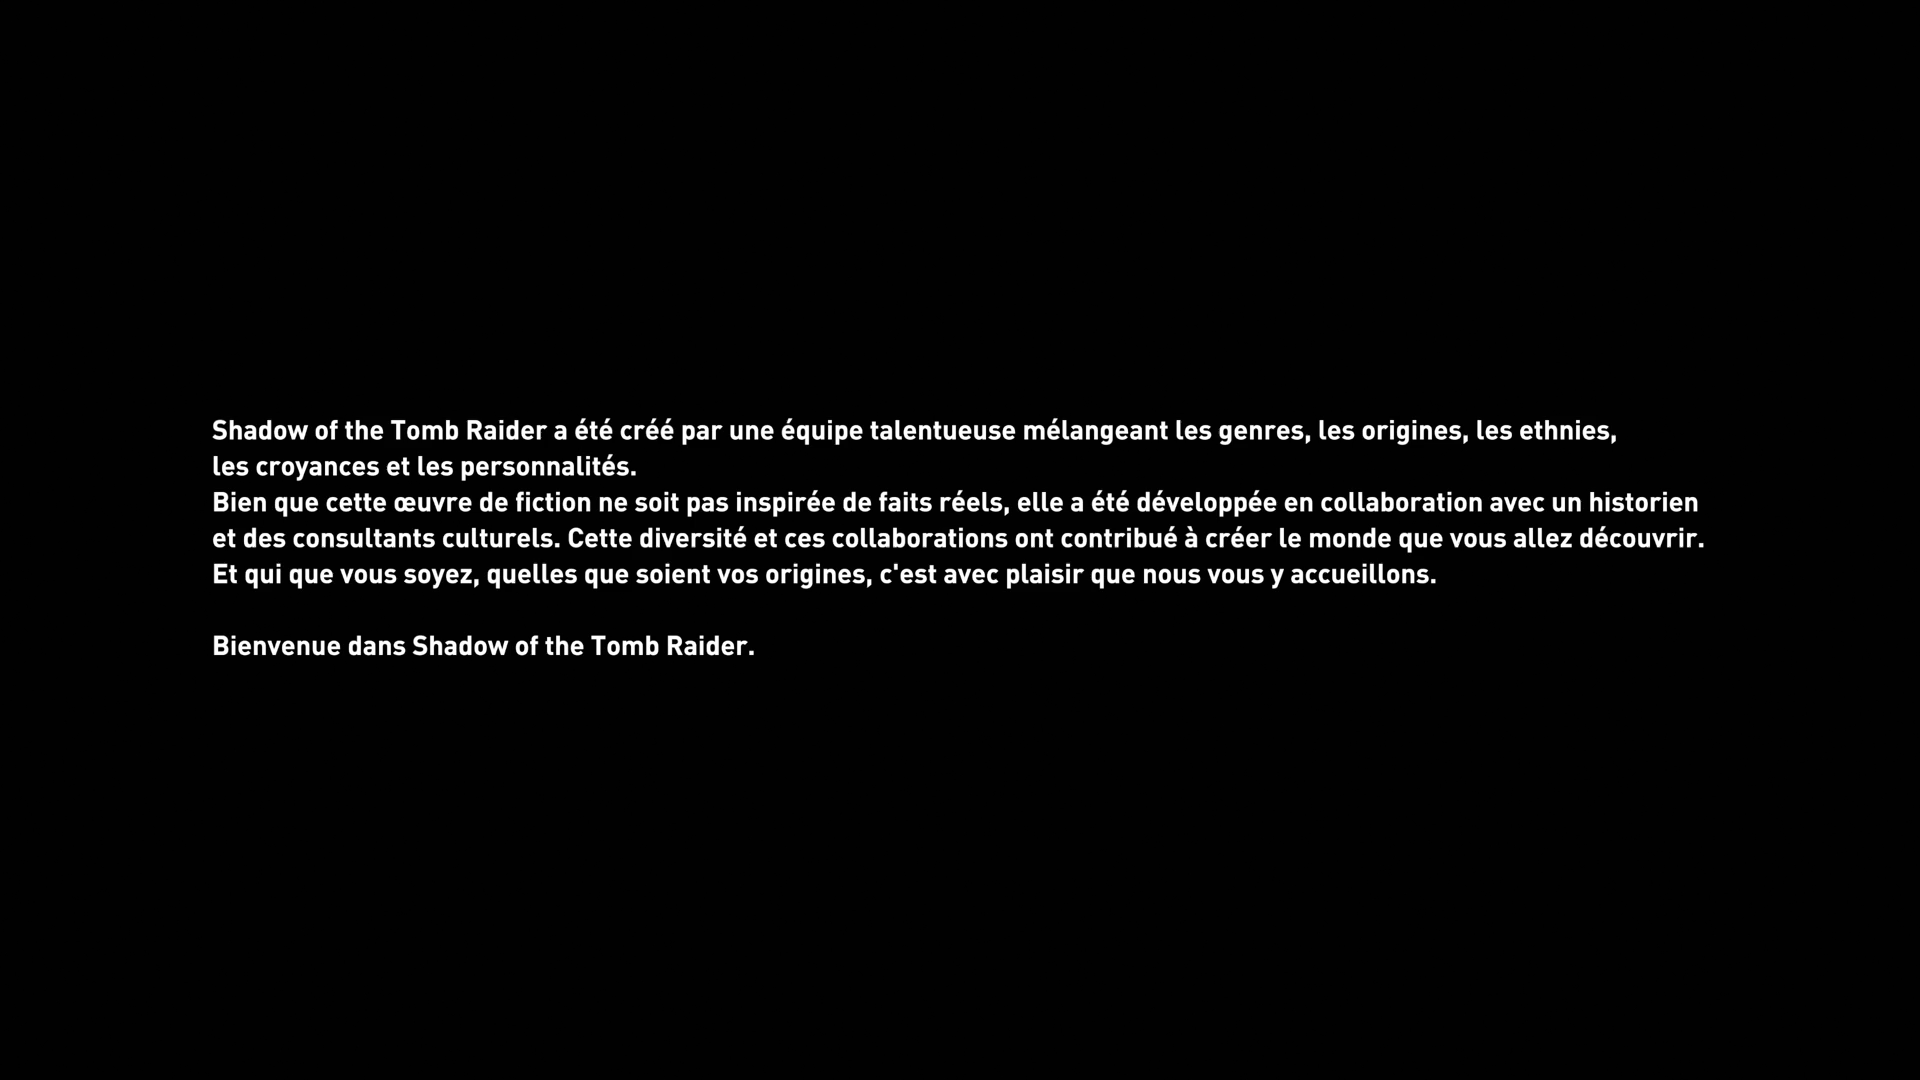 Shadow of the Tomb Raider a été créé par une équipe talentueuse mélangeant les genres, les origines, les ethnies,
les croyances et les personnalités.
Bien que cette œuvre de fiction ne soit pas inspirée de faits réels, elle a été développée en collaboration avec un historien
et des consultants culturels. Cette diversité et ces collaborations ont contribué à créer le monde que vous allez découvrir.
Et qui que vous soyez, quelles que soient vos origines, c'est avec plaisir que nous vous y accueillons.
Bienvenue dans Shadow of the Tomb Raider.